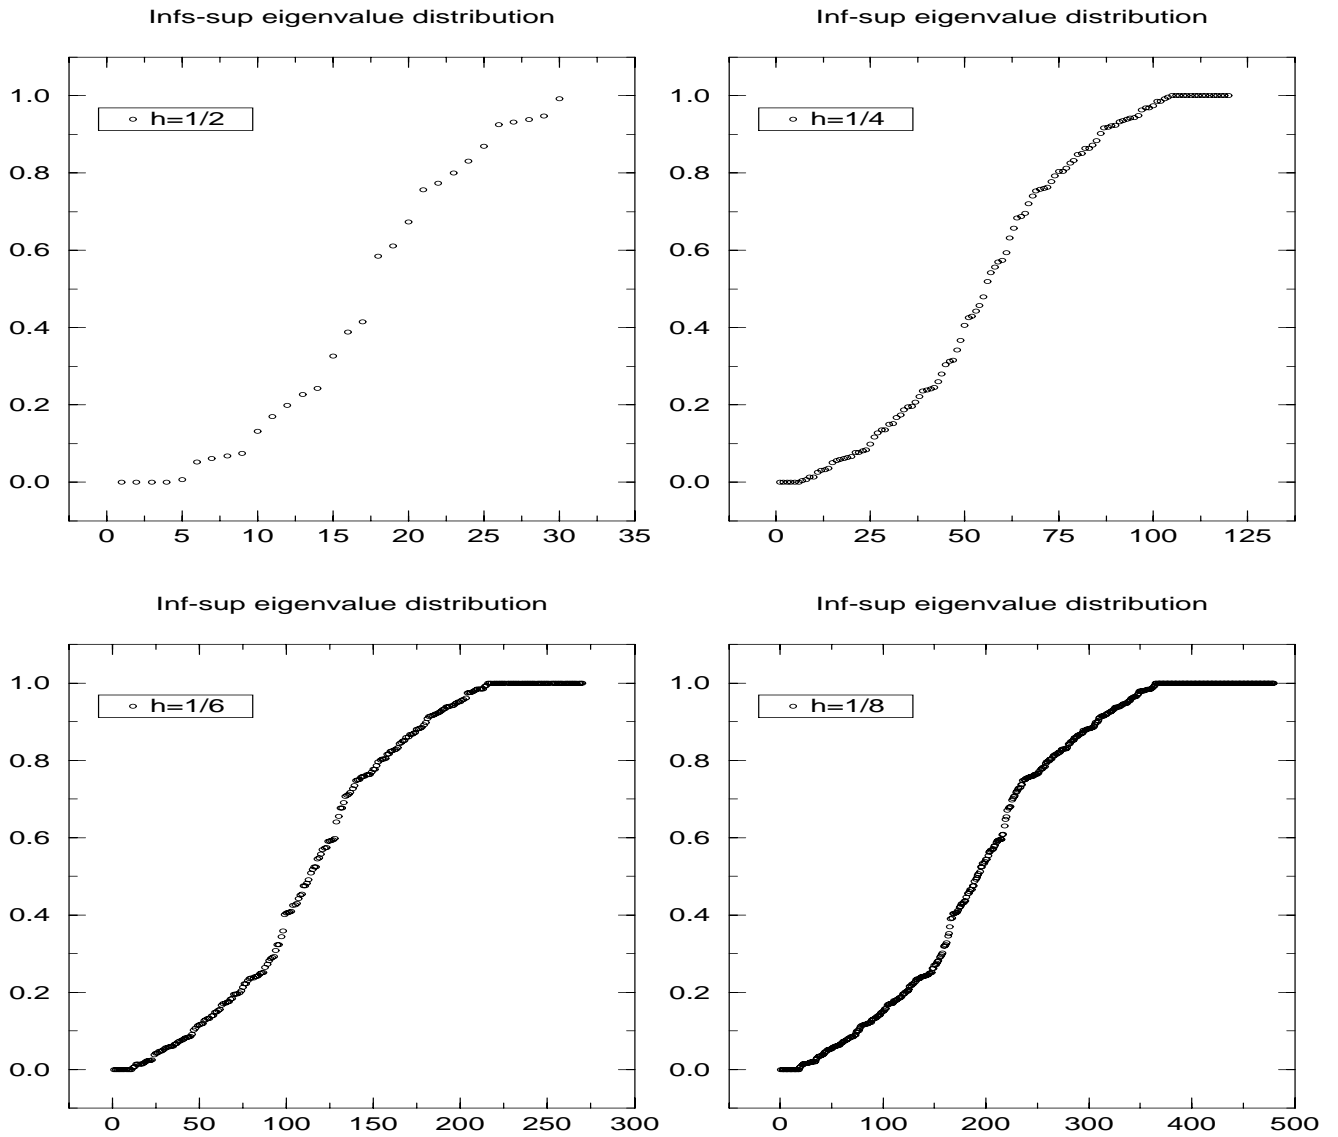 Infs-sup eigenvalue distribution
Inf-sup eigenvalue distribution
1.0
0.8
0.6
0.4
0.2
0.0
h=1/2
0 5 10 15 20 25 30 35
1.0
0.8
0.6
0.4
0.2
0.0
h=1/4
0 25 50 75 100 125
Inf-sup eigenvalue distribution
Inf-sup eigenvalue distribution
1.0
0.8
0.6
0.4
0.2
0.0
h=1/6
0 50 100 150 200 250 300
1.0
0.8
0.6
0.4
0.2
0.0
h=1/8
0 100 200 300 400 500